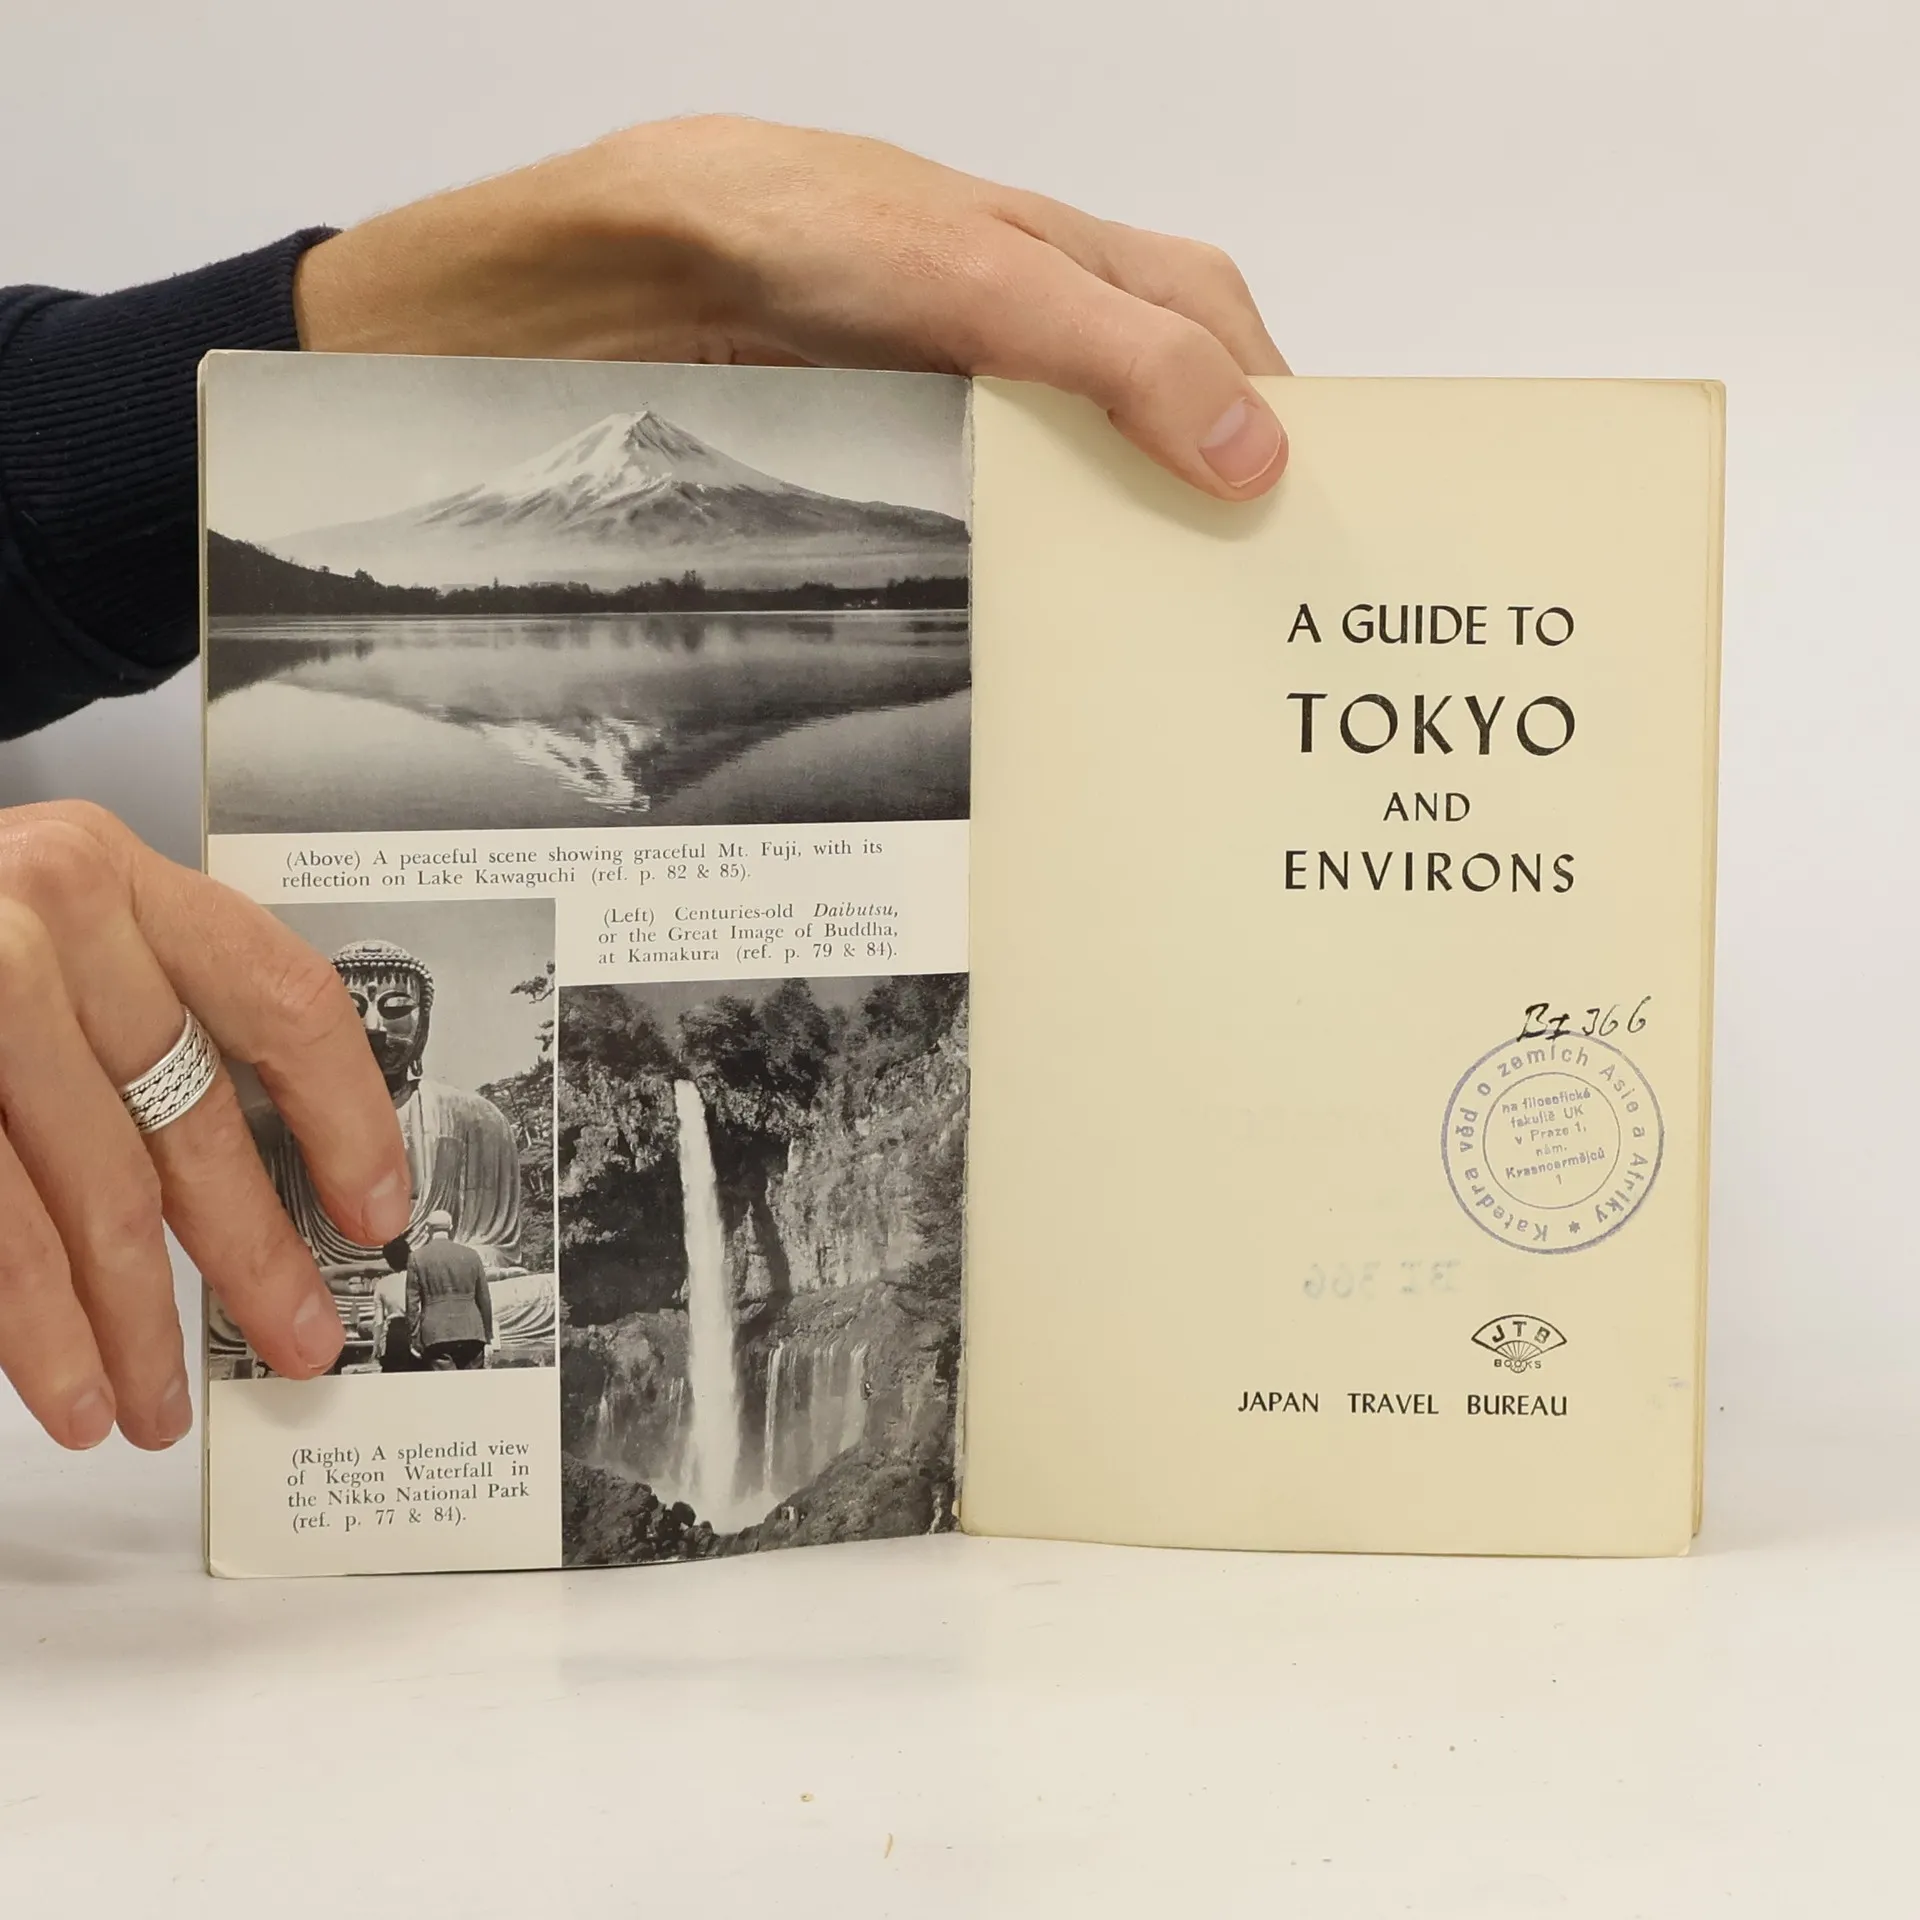 (Above) A peaceful scene showing graceful Mt. Fuji, with its
reflection on Lake Kawaguchi (ref. p. 82 & 85).
(Left) Centuries-old Daibutsu,
or the Great Image of Buddha,
at Kamakura (ref. p. 79 & 84).
(Right) A splendid view
of Kegon Waterfall in
the Nikko National Park
(ref. p. 77 & 84).
A GUIDE TO
TOKYO
AND
ENVIRONS
BI 366
Katedra věd o zemích Asie a Afriky *
na filosofické
fakultě UK
v Praze 1,
nám.
Krasnoarmějců
1
JTB
BOOKS
JAPAN TRAVEL BUREAU